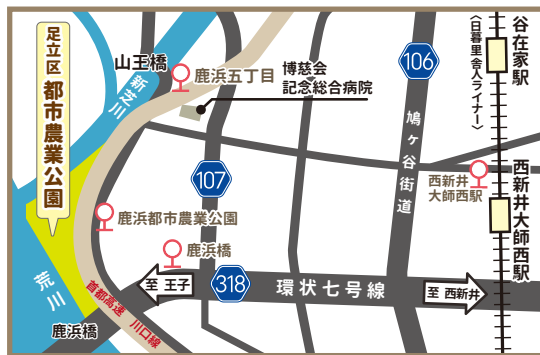 足立区 都市農業公園
山王橋
新芝川
鹿浜五丁目
博慈会
記念総合病院
106
谷在家駅
〈日暮里舎人ライナー〉
鳩ヶ谷街道
107
西新井
大師西駅
西新井大師西駅
鹿浜都市農業公園
鹿浜橋
318
環状七号線
至 王子
至 西新井
荒川
首都高速 川口線
鹿浜橋